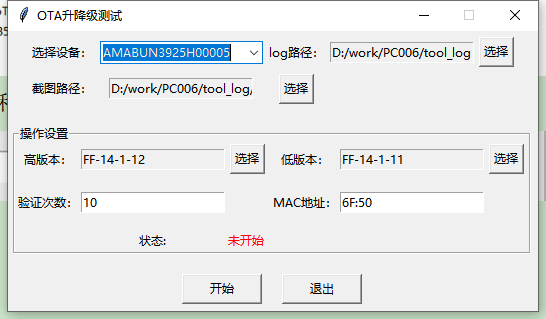 OTA升降级测试
选择设备： AMABUN3925H00005 log路径： D:/work/PC006/tool_log 选择
截图路径： D:/work/PC006/tool_log/ 选择
操作设置
高版本： FF-14-1-12 选择 低版本： FF-14-1-11 选择
验证次数： 10 MAC地址： 6F:50
状态： 未开始
开始 退出